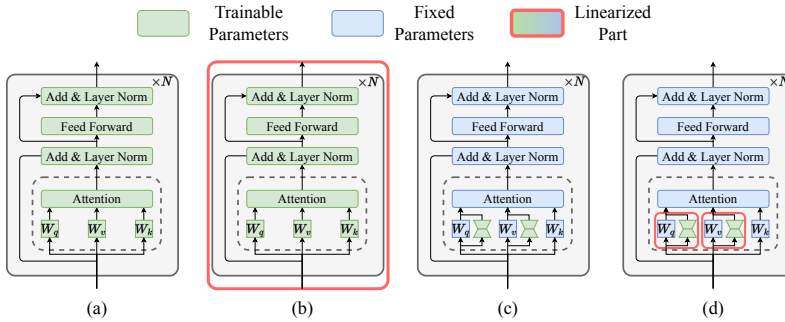 Trainable Parameters
Fixed Parameters
Linearized Part
×N
Add & Layer Norm
Feed Forward
Add & Layer Norm
Attention
W_q W_v W_k
(a)
×N
Add & Layer Norm
Feed Forward
Add & Layer Norm
Attention
W_q W_v W_k
(b)
×N
Add & Layer Norm
Feed Forward
Add & Layer Norm
Attention
W_q W_v W_k
(c)
×N
Add & Layer Norm
Feed Forward
Add & Layer Norm
Attention
W_q W_v W_k
(d)